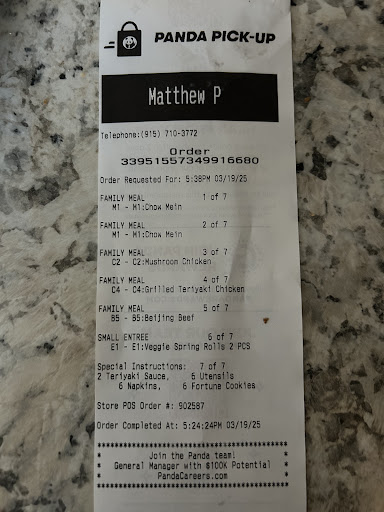 PANDA PICK-UP
Matthew P
Telephone:(915) 710-3772
Order
33951557349916680
Order Requested For: 5:38PM 03/19/25
FAMILY MEAL 1 of 7
M1 - M1:Chow Mein
FAMILY MEAL 2 of 7
M1 - M1:Chow Mein
FAMILY MEAL 3 of 7
C2 - C2:Mushroom Chicken
FAMILY MEAL 4 of 7
C4 - C4:Grilled Teriyaki Chicken
FAMILY MEAL 5 of 7
B5 - B5:Beijing Beef
SMALL ENTREE 6 of 7
E1 - E1:Veggie Spring Rolls 2 PCS
Special Instructions: 7 of 7
2 Teriyaki Sauce, 6 Utensils
6 Napkins, 6 Fortune Cookies
Store POS Order #: 902587
Order Completed At: 5:24:24PM 03/19/25
****************************************
* Join the Panda team! *
* General Manager with $100K Potential *
* PandaCareers.com *
****************************************